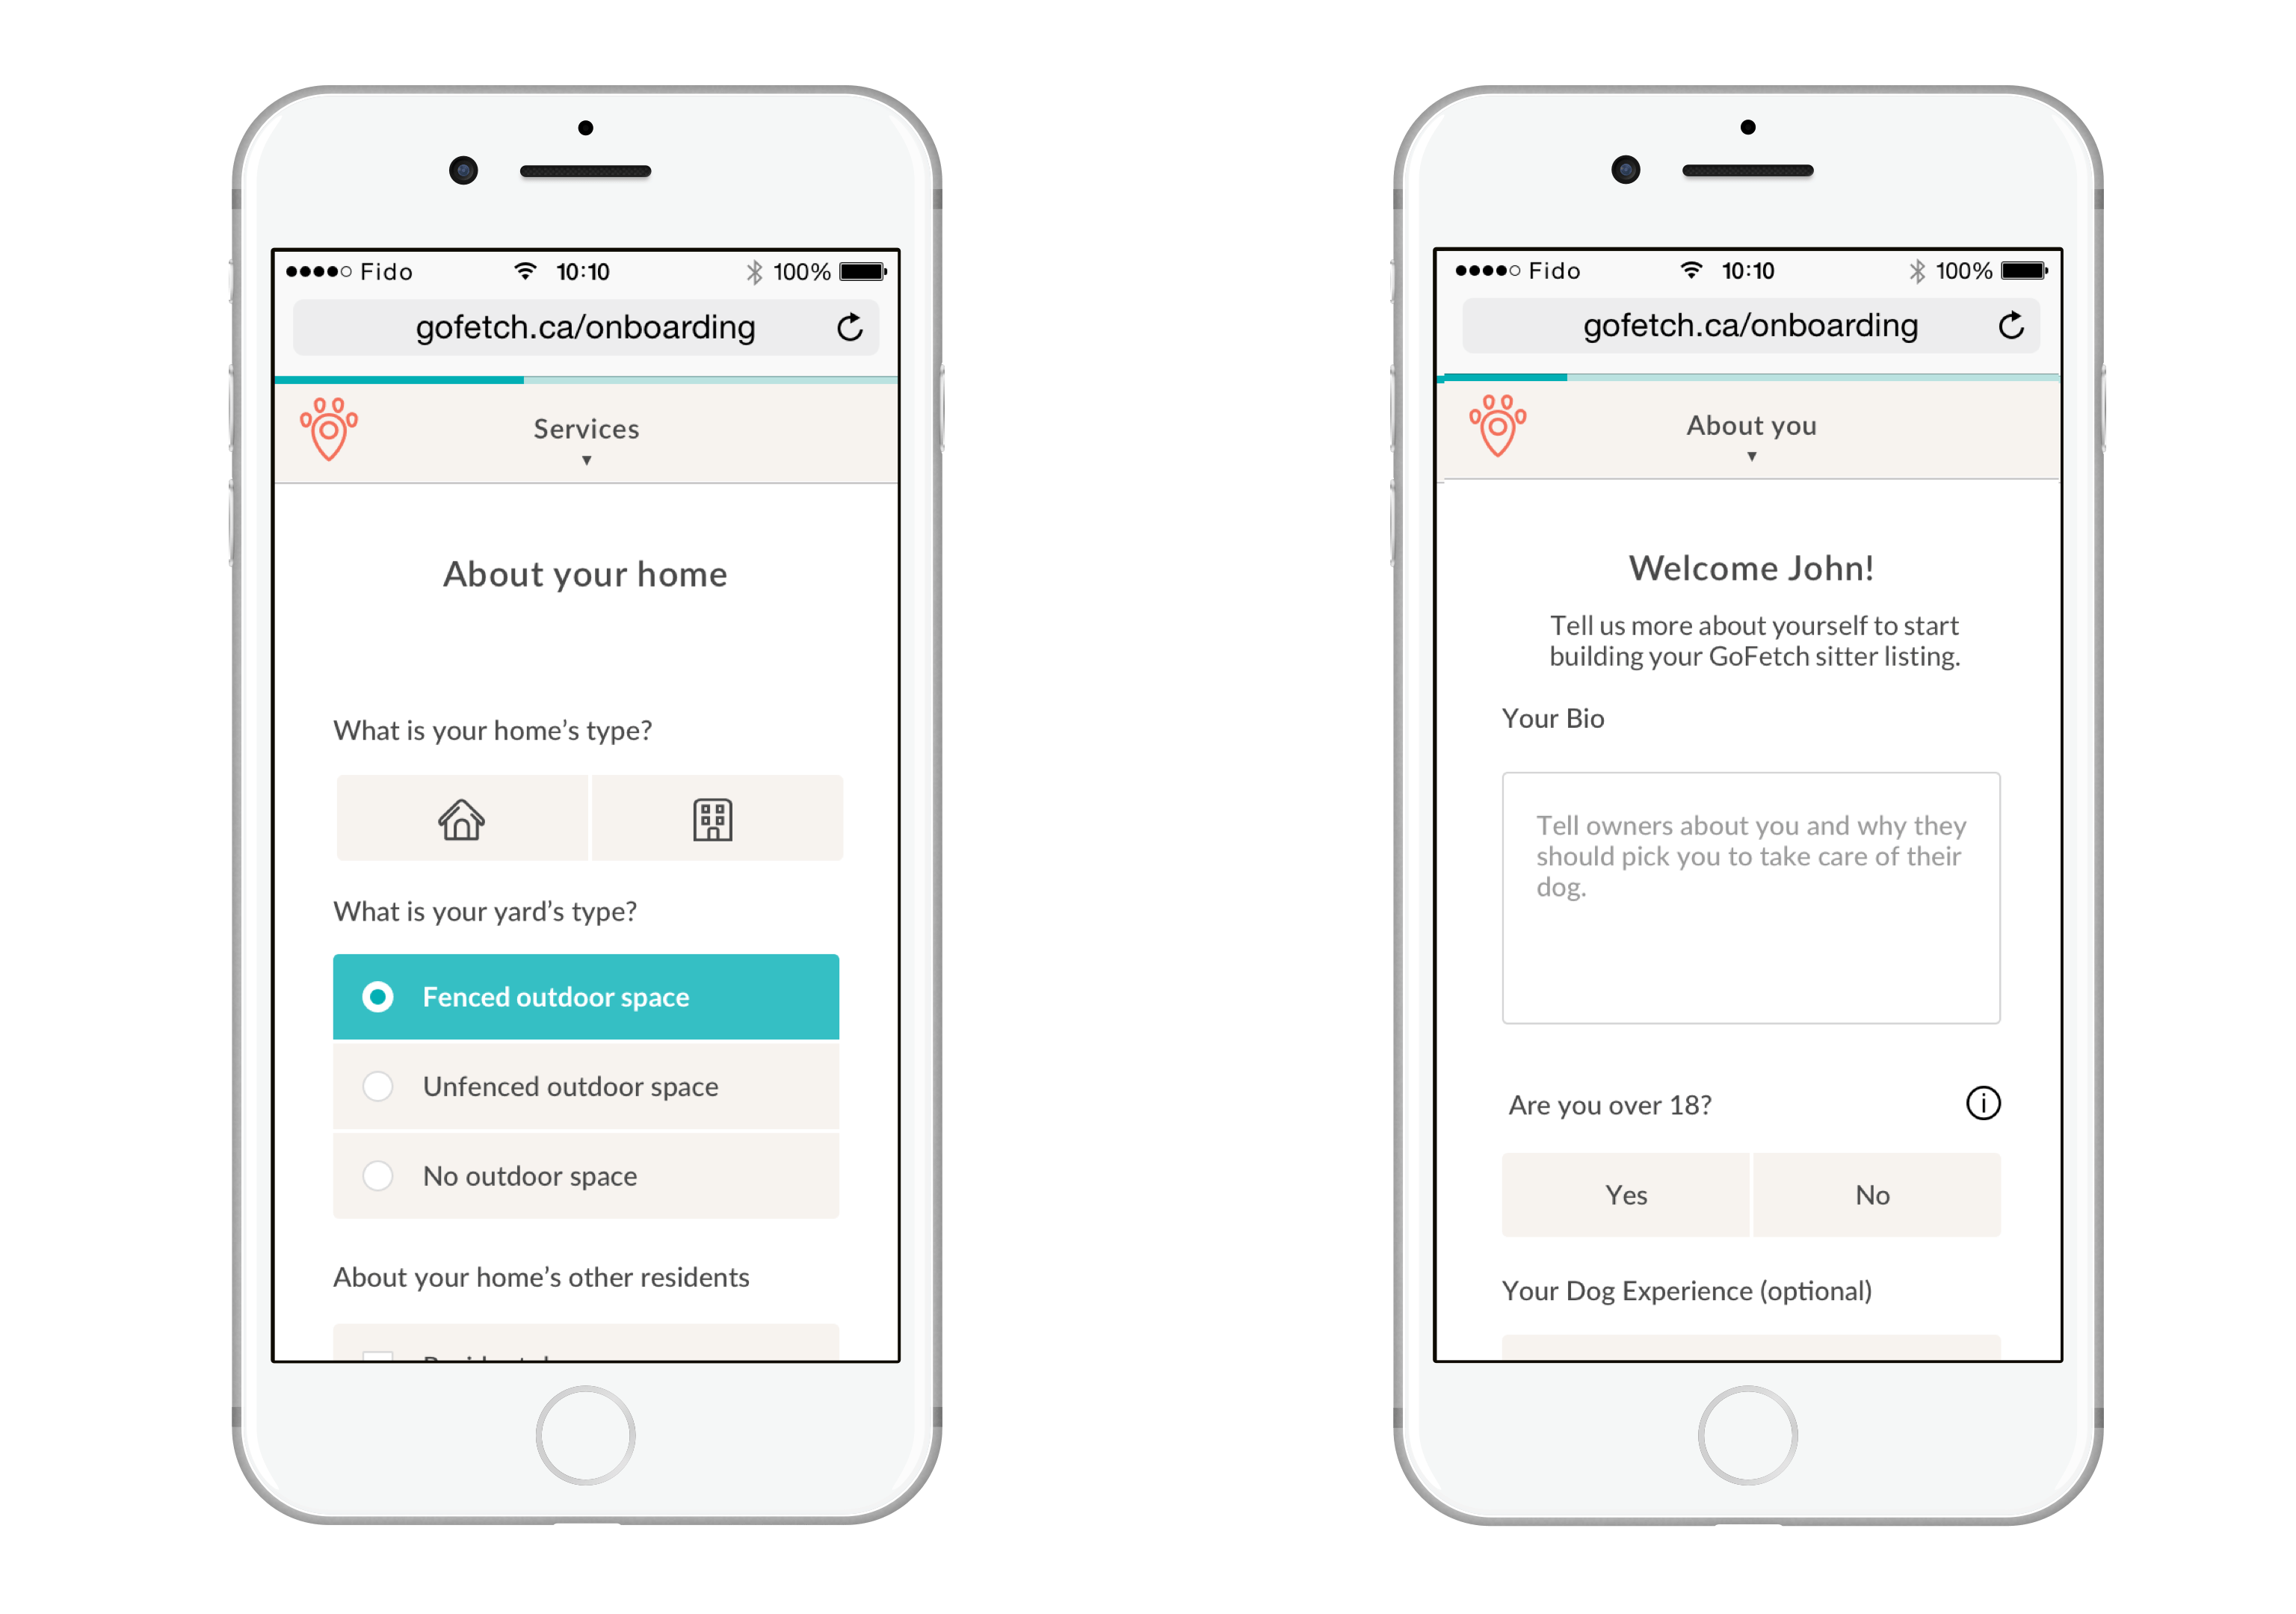 Fido 10:10 100%
gofetch.ca/onboarding
Services
About your home
What is your home's type?
What is your yard's type?
Fenced outdoor space
Unfenced outdoor space
No outdoor space
About your home's other residents
Fido 10:10 100%
gofetch.ca/onboarding
About you
Welcome John!
Tell us more about yourself to start
building your GoFetch sitter listing.
Your Bio
Tell owners about you and why they
should pick you to take care of their
dog.
Are you over 18?
Yes No
Your Dog Experience (optional)